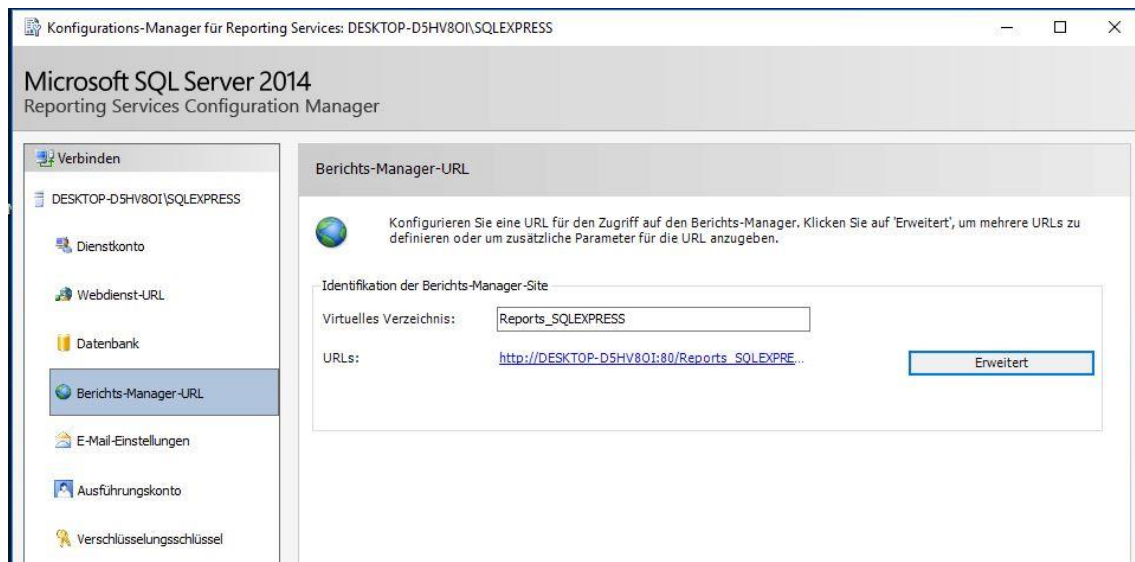 Konfigurations-Manager für Reporting Services: DESKTOP-D5HV8OI\SQLEXPRESS
Microsoft SQL Server 2014
Reporting Services Configuration Manager
Verbinden
DESKTOP-D5HV8OI\SQLEXPRESS
Dienstkonto
Webdienst-URL
Datenbank
Berichts-Manager-URL
E-Mail-Einstellungen
Ausführungskonto
Verschlüsselungsschlüssel
Berichts-Manager-URL
Konfigurieren Sie eine URL für den Zugriff auf den Berichts-Manager. Klicken Sie auf 'Erweitert', um mehrere URLs zu
definieren oder um zusätzliche Parameter für die URL anzugeben.
Identifikation der Berichts-Manager-Site
Virtuelles Verzeichnis: Reports_SQLEXPRESS
URLs: http://DESKTOP-D5HV8OI:80/Reports_SQLEXPRE... Erweitert